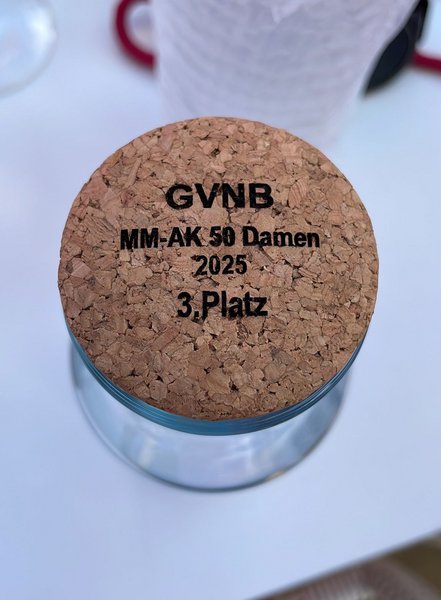 GVNB
MM-AK 50 Damen
2025
3.Platz